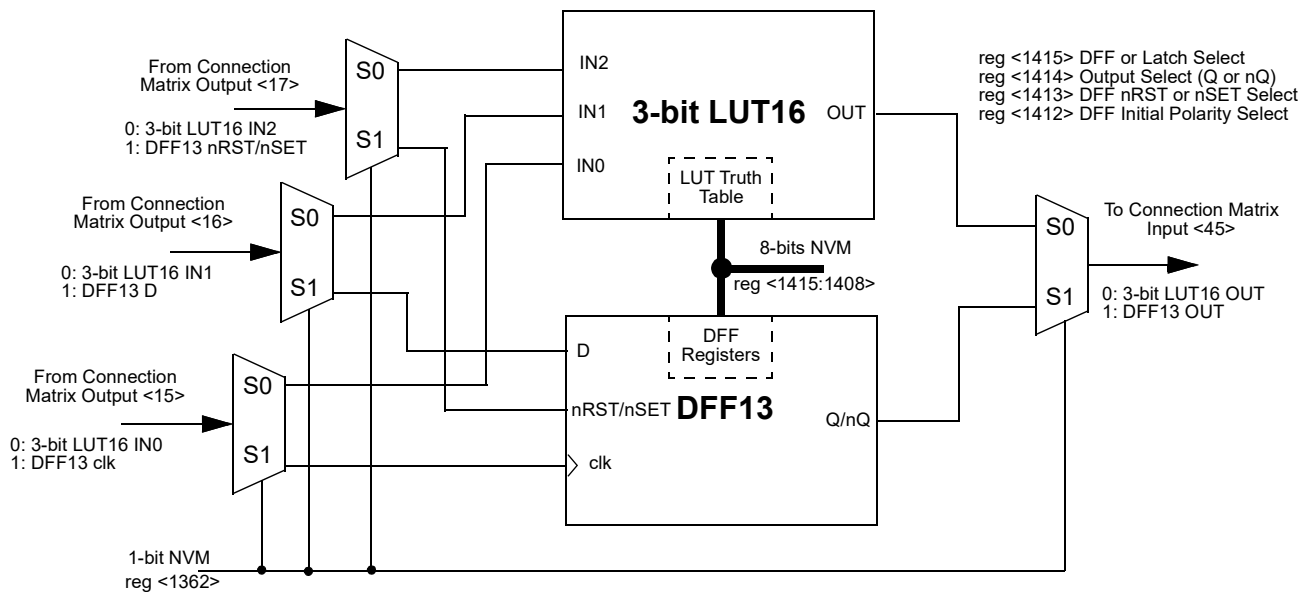 From Connection
Matrix Output <17>
0: 3-bit LUT16 IN2
1: DFF13 nRST/nSET
S0
S1
From Connection
Matrix Output <16>
0: 3-bit LUT16 IN1
1: DFF13 D
S0
S1
From Connection
Matrix Output <15>
0: 3-bit LUT16 IN0
1: DFF13 clk
S0
S1
1-bit NVM
reg <1362>
IN2
IN1
IN0
3-bit LUT16
OUT
LUT Truth
Table
8-bits NVM
reg <1415:1408>
DFF
Registers
D
nRST/nSET
DFF13
clk
Q/nQ
reg <1415> DFF or Latch Select
reg <1414> Output Select (Q or nQ)
reg <1413> DFF nRST or nSET Select
reg <1412> DFF Initial Polarity Select
S0
S1
To Connection Matrix
Input <45>
0: 3-bit LUT16 OUT
1: DFF13 OUT